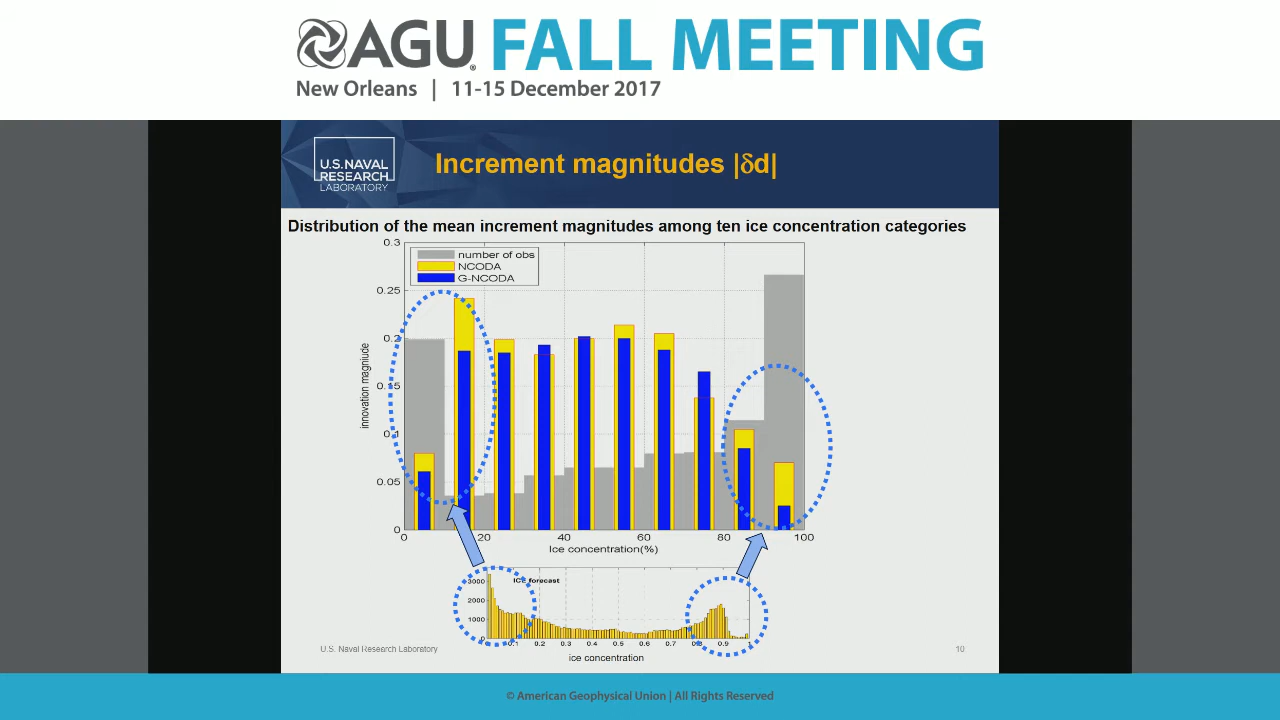 AGU FALL MEETING
New Orleans | 11-15 December 2017
U.S. NAVAL
RESEARCH
LABORATORY
Increment magnitudes |δd|
Distribution of the mean increment magnitudes among ten ice concentration categories
number of obs
NCODA
G-NCODA
0.3
0.25
0.2
0.15
0.1
0.05
0
innovation magniude
0 20 40 60 80 100
Ice concentration(%)
ICE forecast
3000
2000
1000
0
0.1 0.2 0.3 0.4 0.5 0.6 0.7 0.8 0.9 1
ice concentration
U.S. Naval Research Laboratory
10
© American Geophysical Union | All Rights Reserved